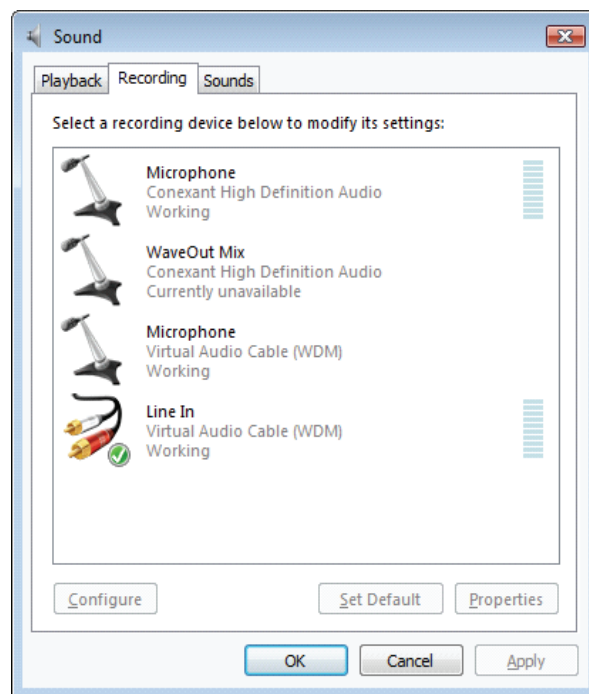 Sound
Playback Recording Sounds
Select a recording device below to modify its settings:
Microphone
Conexant High Definition Audio
Working
WaveOut Mix
Conexant High Definition Audio
Currently unavailable
Microphone
Virtual Audio Cable (WDM)
Working
Line In
Virtual Audio Cable (WDM)
Working
Configure Set Default Properties
OK Cancel Apply